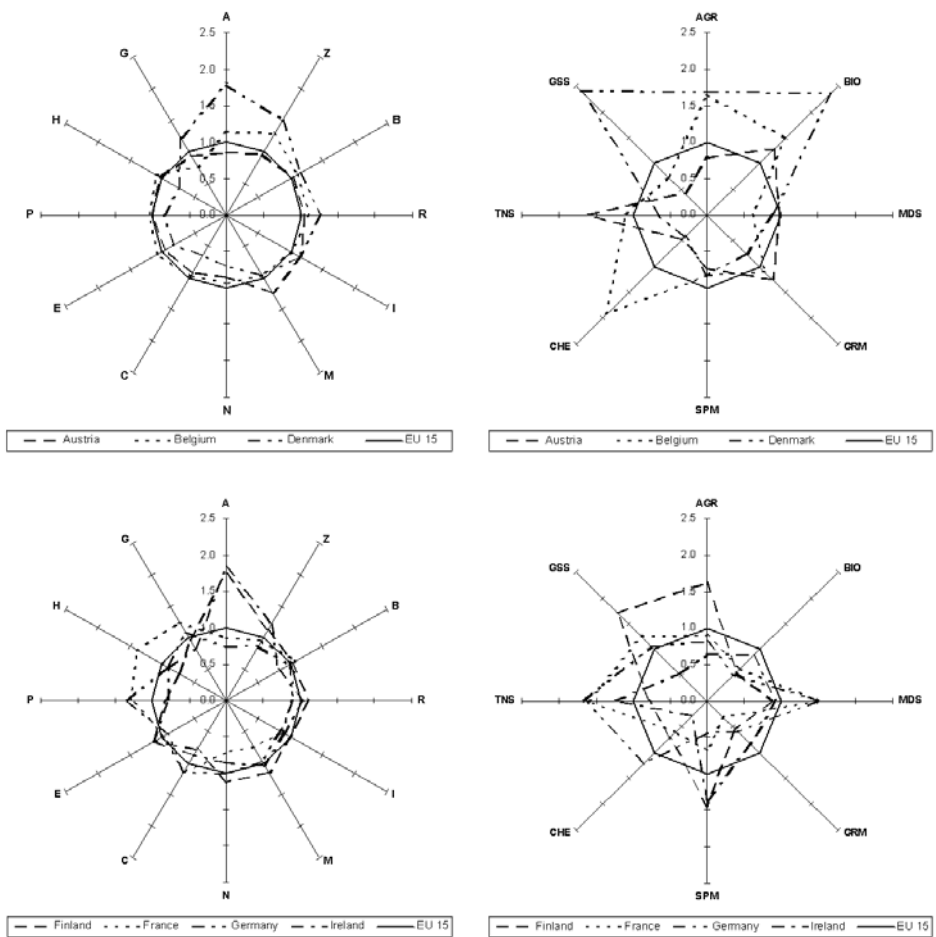 A
AGR
2.5
2.5
G
Z
GSS
BIO
2.0
2.0
1.5
1.5
H
B
1.0
1.0
0.5
0.5
P
0.0
R
TNS
0.0
MDS
E
I
CHE
CRM
C
M
N
SPM
Austria Belgium Denmark EU 15
Austria Belgium Denmark EU 15
A
AGR
2.5
2.5
G
Z
GSS
BIO
2.0
2.0
1.5
1.5
H
B
1.0
1.0
0.5
0.5
P
0.0
R
TNS
0.0
MDS
E
I
CHE
CRM
C
M
N
SPM
Finland France Germany Ireland EU 15
Finland France Germany Ireland EU 15